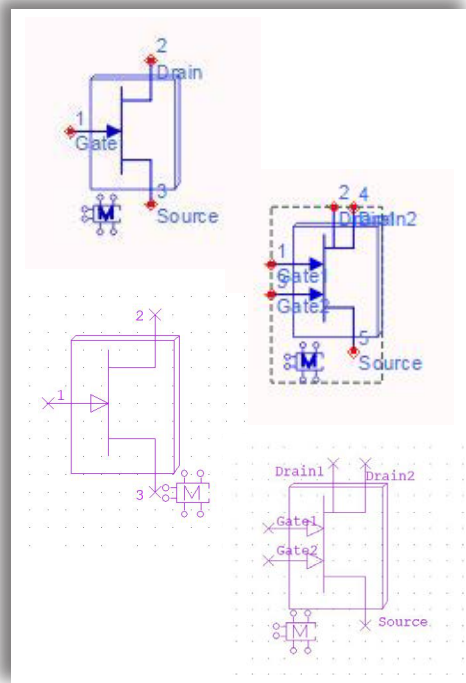 2
Drain
1
Gate
3
Source
M
2 4
Drain2
1
Gate1
3
Gate2
5
Source
M
2
1
3
M
Drain1
Drain2
Gate1
Gate2
Source
M